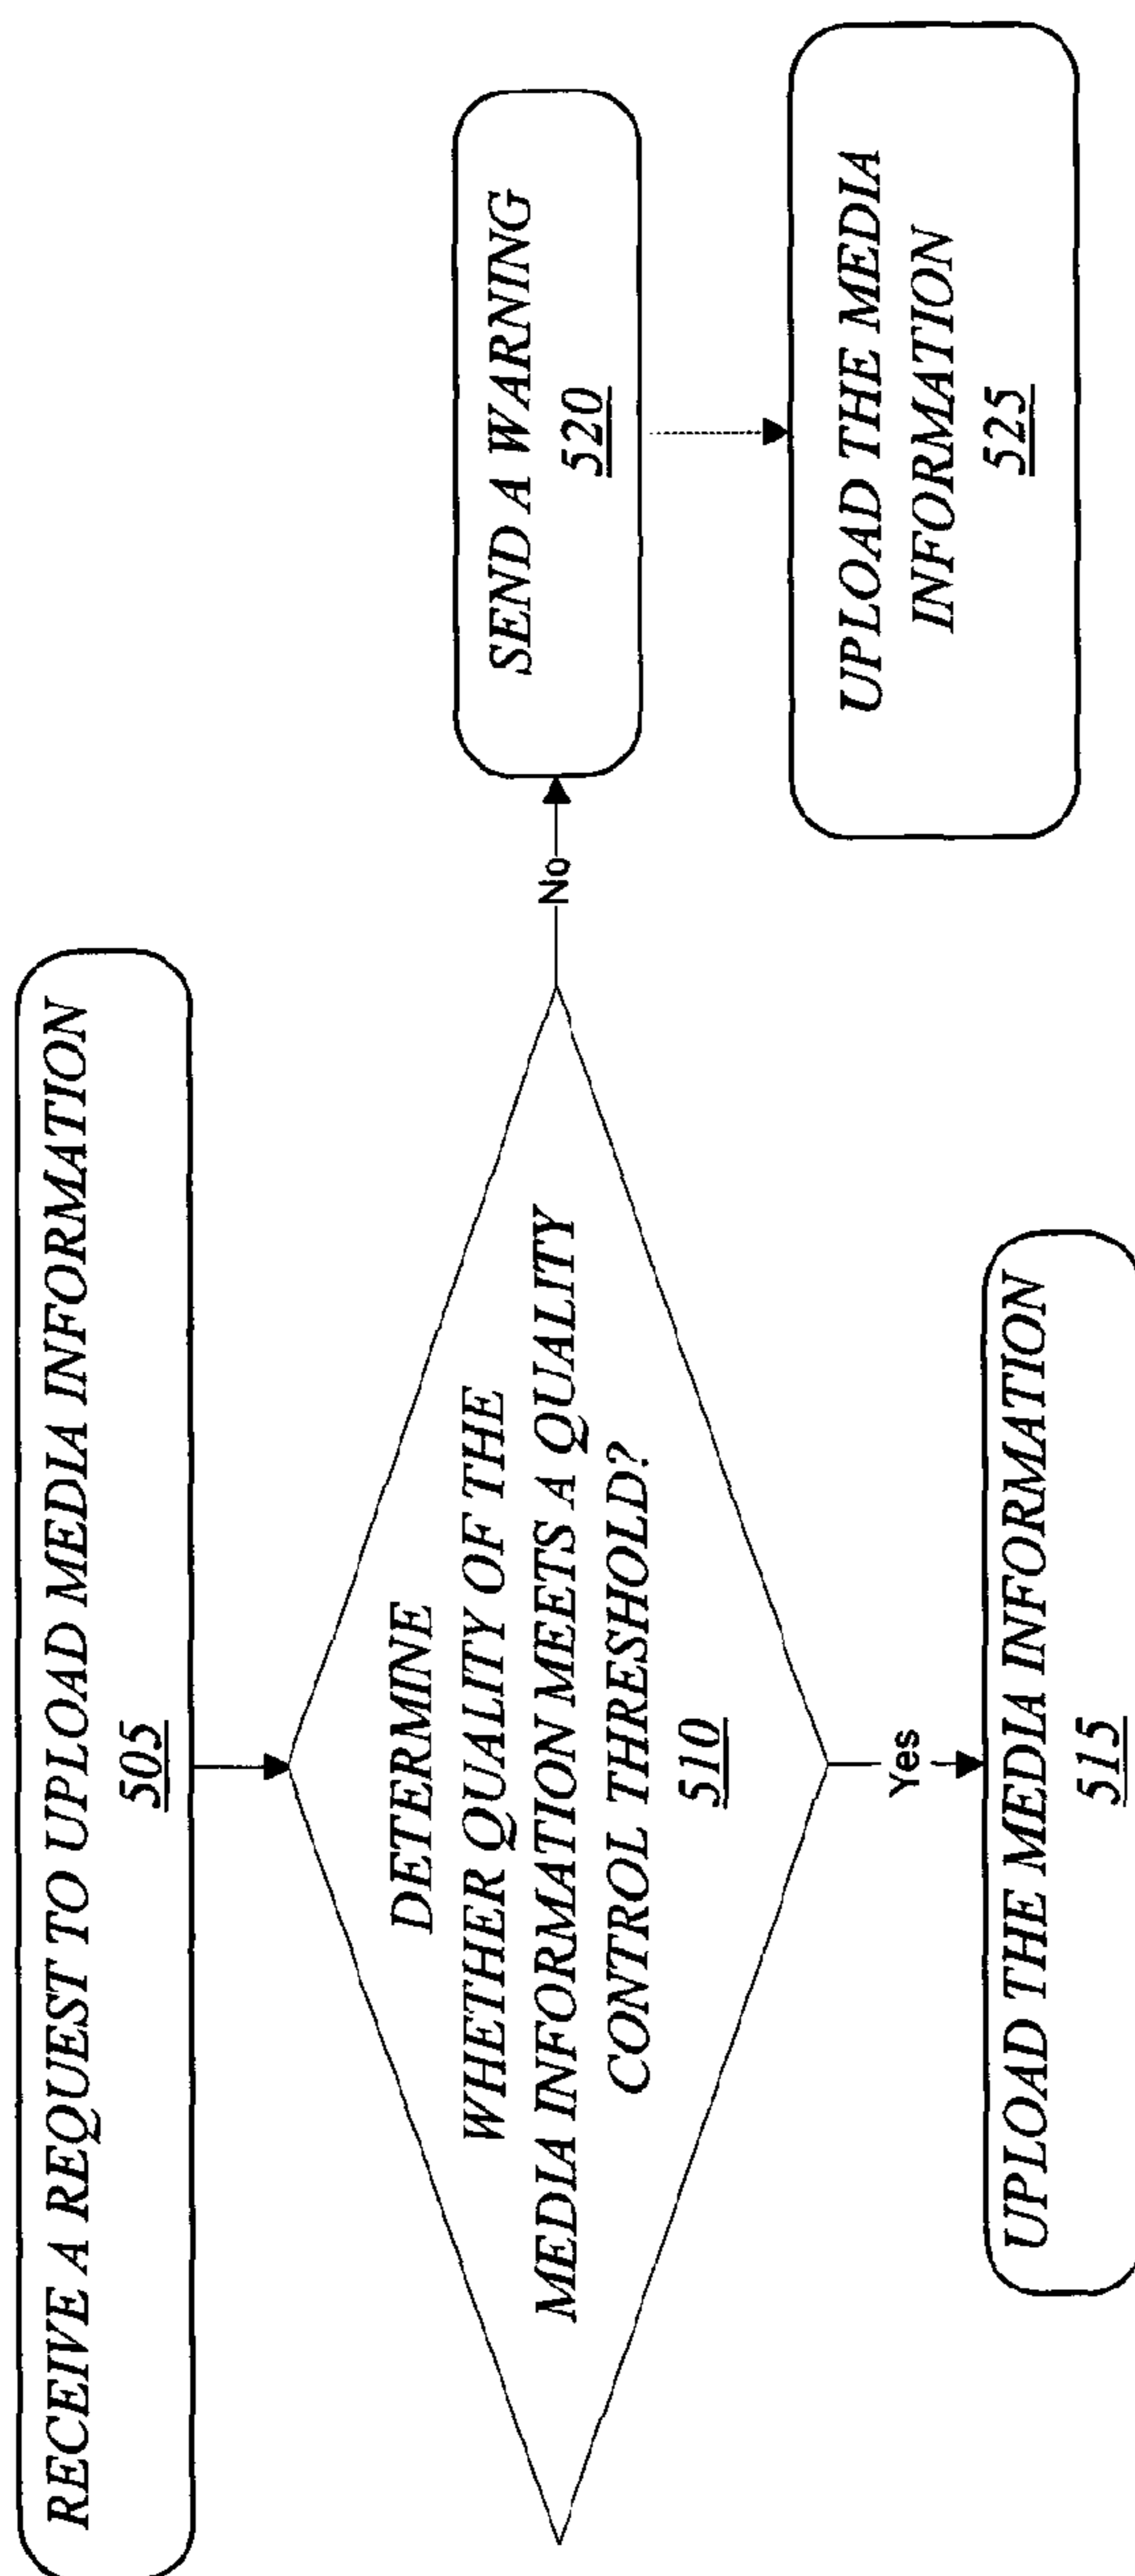 RECEIVE A REQUEST TO UPLOAD MEDIA INFORMATION
505
DETERMINE
WHETHER QUALITY OF THE
MEDIA INFORMATION MEETS A QUALITY
CONTROL THRESHOLD?
510
No
SEND A WARNING
520
UPLOAD THE MEDIA
INFORMATION
525
Yes
UPLOAD THE MEDIA INFORMATION
515